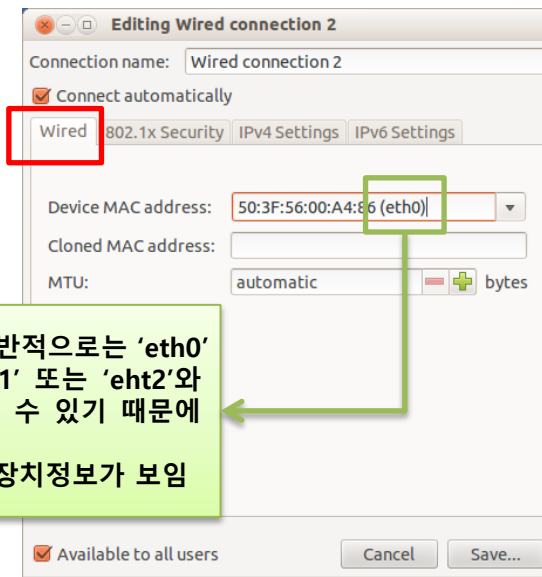 Editing Wired connection 2
Connection name: Wired connection 2
Connect automatically
Wired 802.1x Security IPv4 Settings IPv6 Settings
Device MAC address: 50:3F:56:00:A4:86 (eth0)
Cloned MAC address:
MTU: automatic bytes
반적으로는 ‘eth0’
1’ 또는 ‘eht2’와
수 있기 때문에
장치정보가 보임
Available to all users Cancel Save...